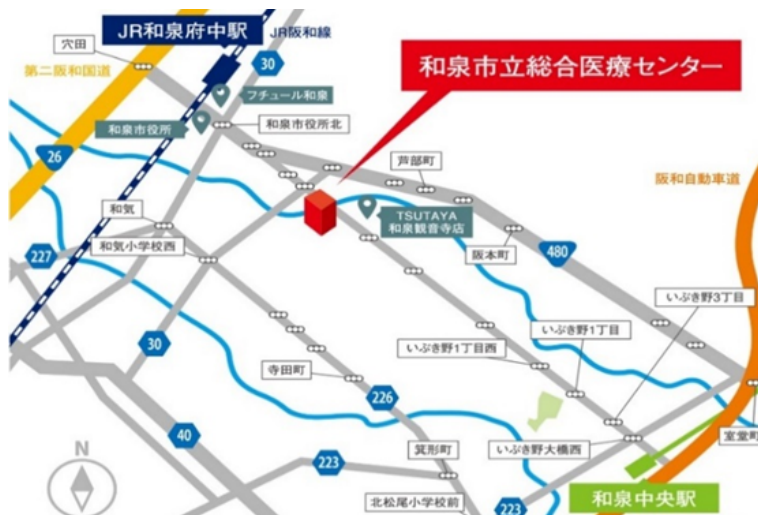 JR和泉府中駅
JR阪和線
穴田
30
第二阪和国道
フチュール和泉
和泉市役所
和泉市役所北
和泉市立総合医療センター
26
芦部町
阪和自動車道
和気
TSUTAYA
和泉観音寺店
227
和気小学校西
阪本町
480
いぶき野3丁目
いぶき野1丁目
30
いぶき野1丁目西
寺田町
226
40
箕形町
いぶき野大橋西
室堂町
N
223
北松尾小学校前
223
和泉中央駅